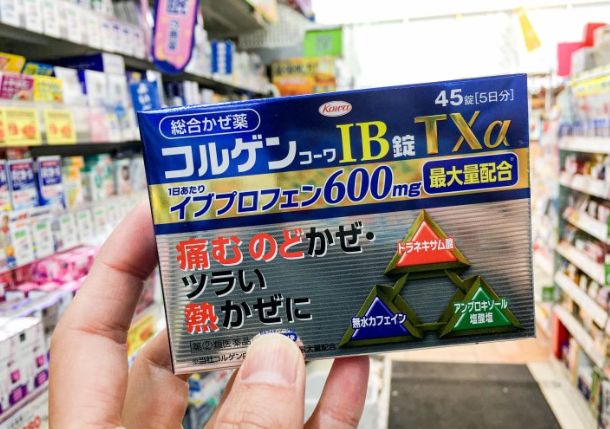 Kowa
45錠[5日分]
総合かぜ薬
コルゲンコーワIB錠TXα
1日あたり
イブプロフェン600mg
最大量配合※
痛むのどかぜ・
ツラい
熱かぜに
トラネキサム酸
無水カフェイン
アンブロキソール
塩酸塩
類医薬品